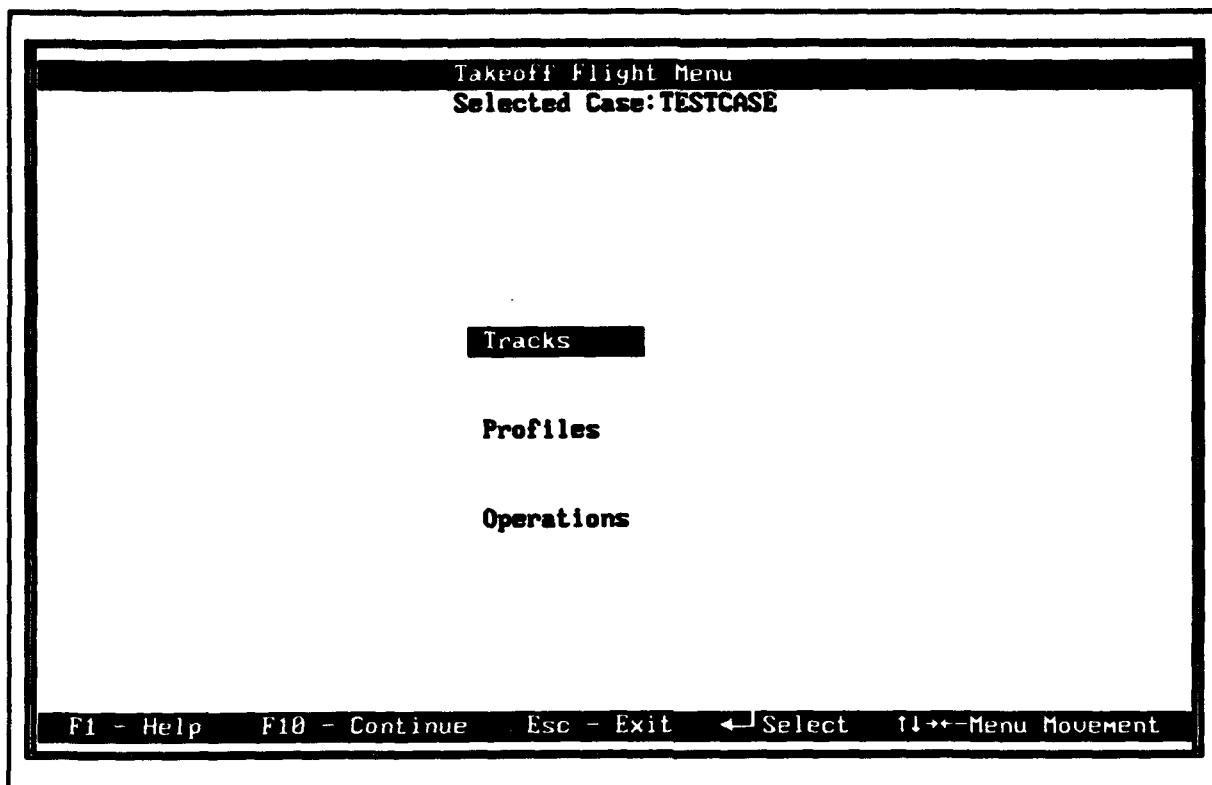 Takeoff Flight Menu
Selected Case:TESTCASE
Tracks
Profiles
Operations
F1 - Help F10 - Continue Esc - Exit ←┘Select ↑↓→←-Menu Movement